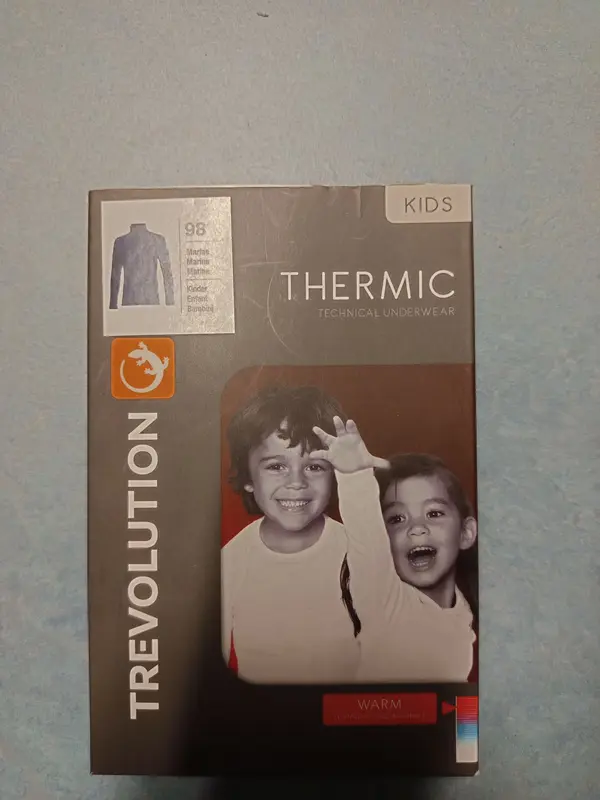 KIDS
98
Marine
Marine
Marine
Kinder
Enfant
Bambini
THERMIC
TECHNICAL UNDERWEAR
TREVOLUTION
WARM